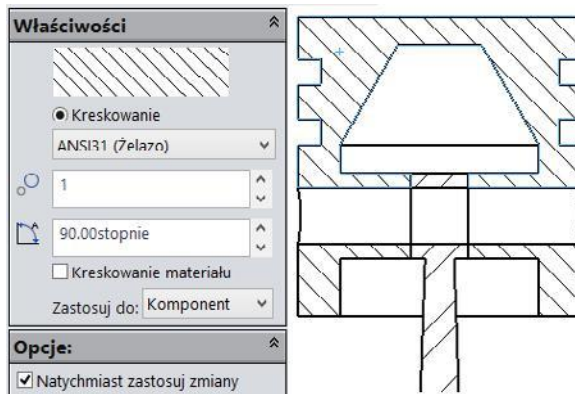 Właściwości
Kreskowanie
ANSI31 (Żelazo)
1
90.00stopnie
Kreskowanie materiału
Zastosuj do: Komponent
Opcje:
Natychmiast zastosuj zmiany